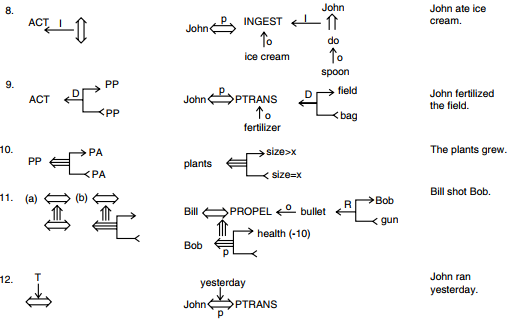 8.
ACT I
John p INGEST I John
o do
ice cream o
spoon
John ate ice
cream.
9.
ACT D PP
PP
John p PTRANS D field
o bag
fertilizer
John fertilized
the field.
10.
PP PA
PA
plants size>x
size=x
The plants grew.
11. (a) (b)
Bill PROPEL o bullet R Bob
gun
health (-10)
Bob p
Bill shot Bob.
12.
T
yesterday
John PTRANS
p
John ran
yesterday.